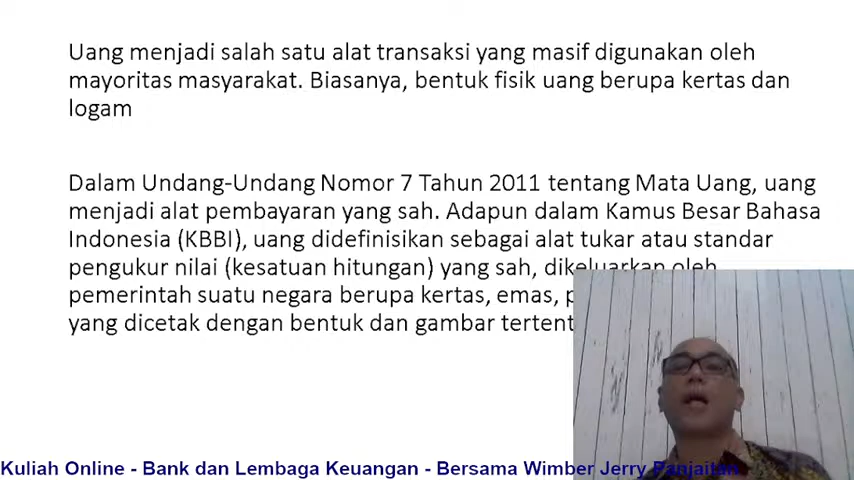 Uang menjadi salah satu alat transaksi yang masif digunakan oleh
mayoritas masyarakat. Biasanya, bentuk fisik uang berupa kertas dan
logam
Dalam Undang-Undang Nomor 7 Tahun 2011 tentang Mata Uang, uang
menjadi alat pembayaran yang sah. Adapun dalam Kamus Besar Bahasa
Indonesia (KBBI), uang didefinisikan sebagai alat tukar atau standar
pengukur nilai (kesatuan hitungan) yang sah, dikeluarkan oleh
pemerintah suatu negara berupa kertas, emas,
yang dicetak dengan bentuk dan gambar
Kuliah Online - Bank dan Lembaga Keuangan - Bersama Wimber Jerry Panjaitan